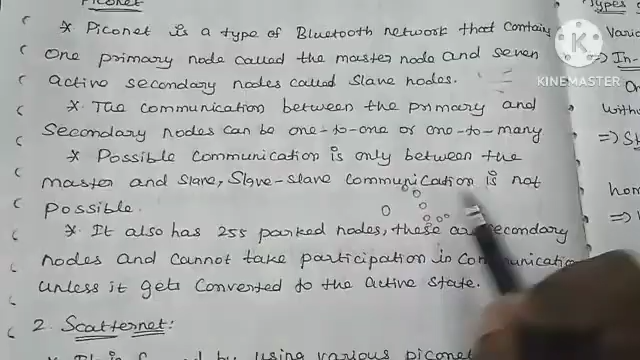 Piconet
* Piconet is a type of Bluetooth network that contains
one primary node called the master node and seven
active secondary nodes called slave nodes.
* The communication between the primary and
secondary nodes can be one-to-one or one-to-many
* Possible communication is only between the
master and slave, Slave-slave communication is not
possible.
* It also has 255 parked nodes, these are secondary
nodes and cannot take participation in communication
unless it gets converted to the active state.
2. Scatternet:
by using various piconet
Types
=> In-
=>
=>
K
KINEMASTER